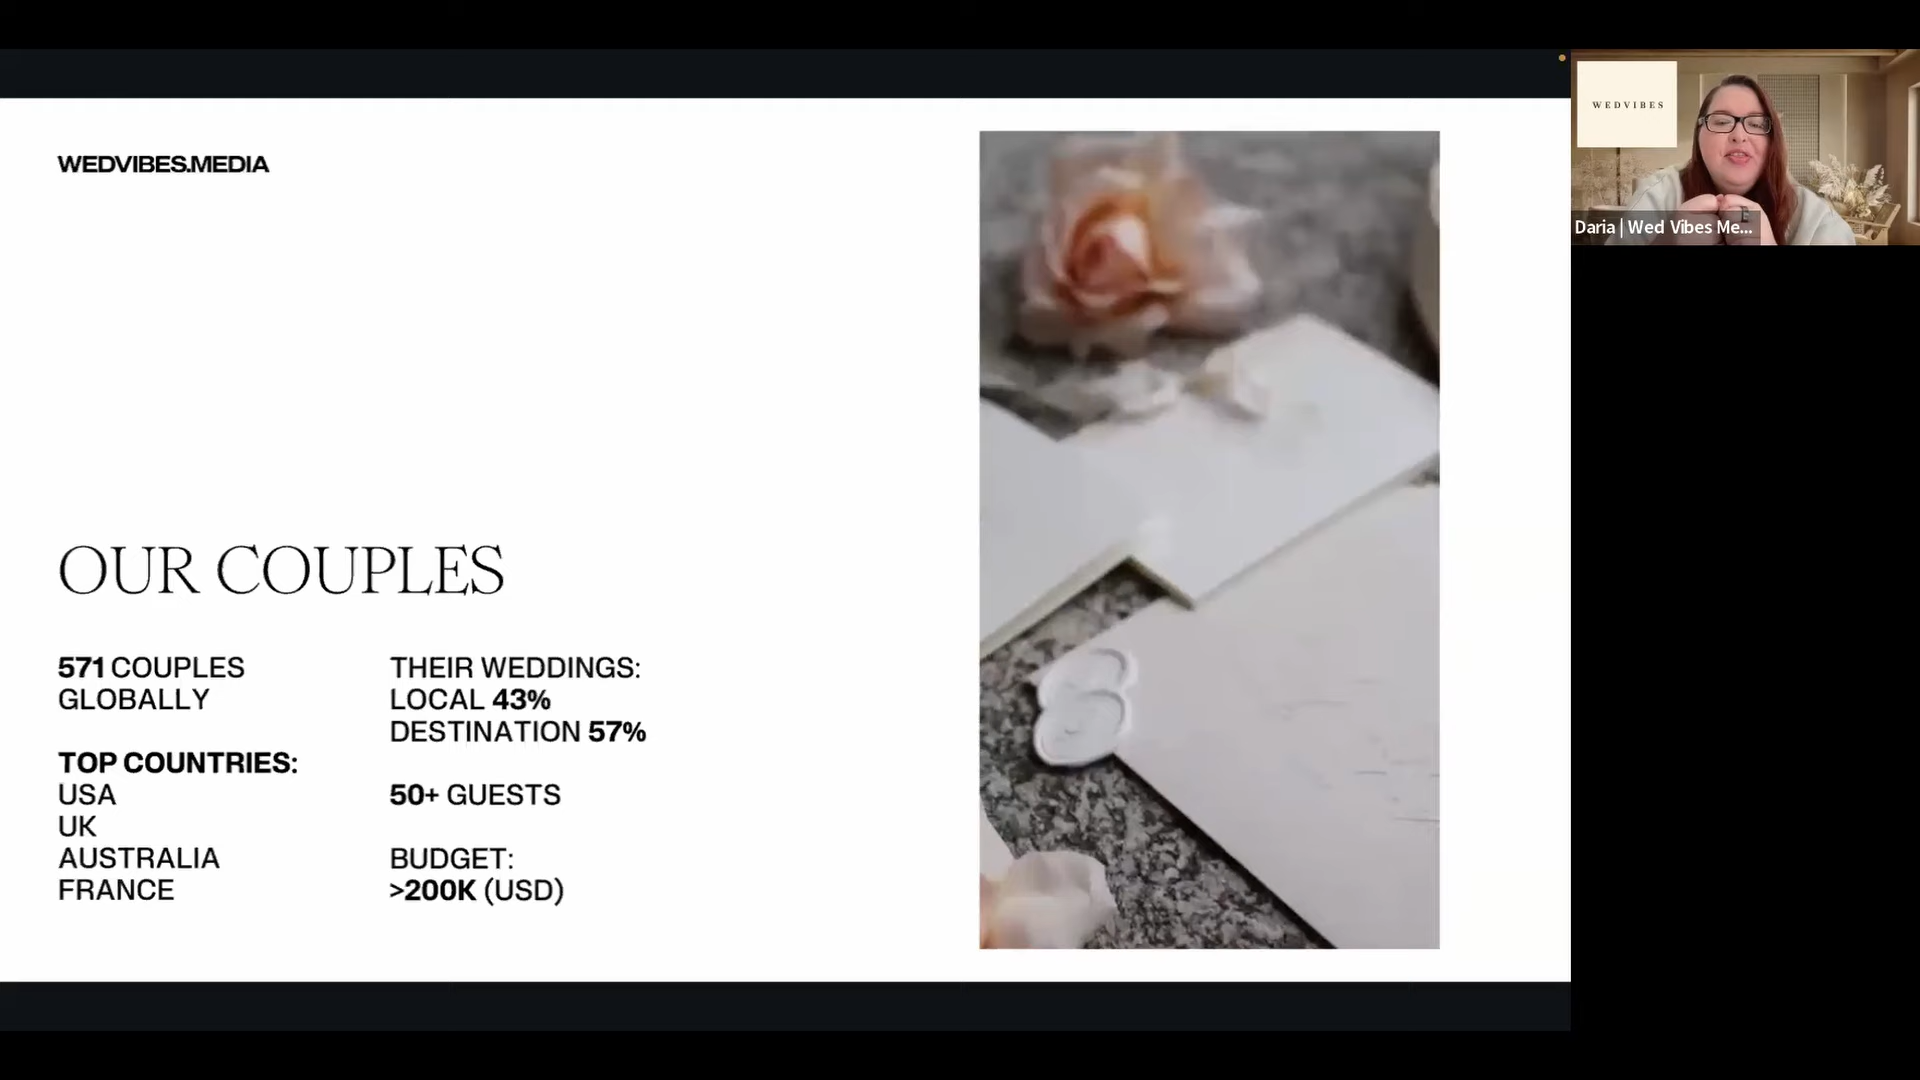 WEDVIBES.MEDIA
OUR COUPLES
571 COUPLES
GLOBALLY
TOP COUNTRIES:
USA
UK
AUSTRALIA
FRANCE
THEIR WEDDINGS:
LOCAL 43%
DESTINATION 57%
50+ GUESTS
BUDGET:
>200K (USD)
WEDVIBES
Daria | Wed Vibes Me...